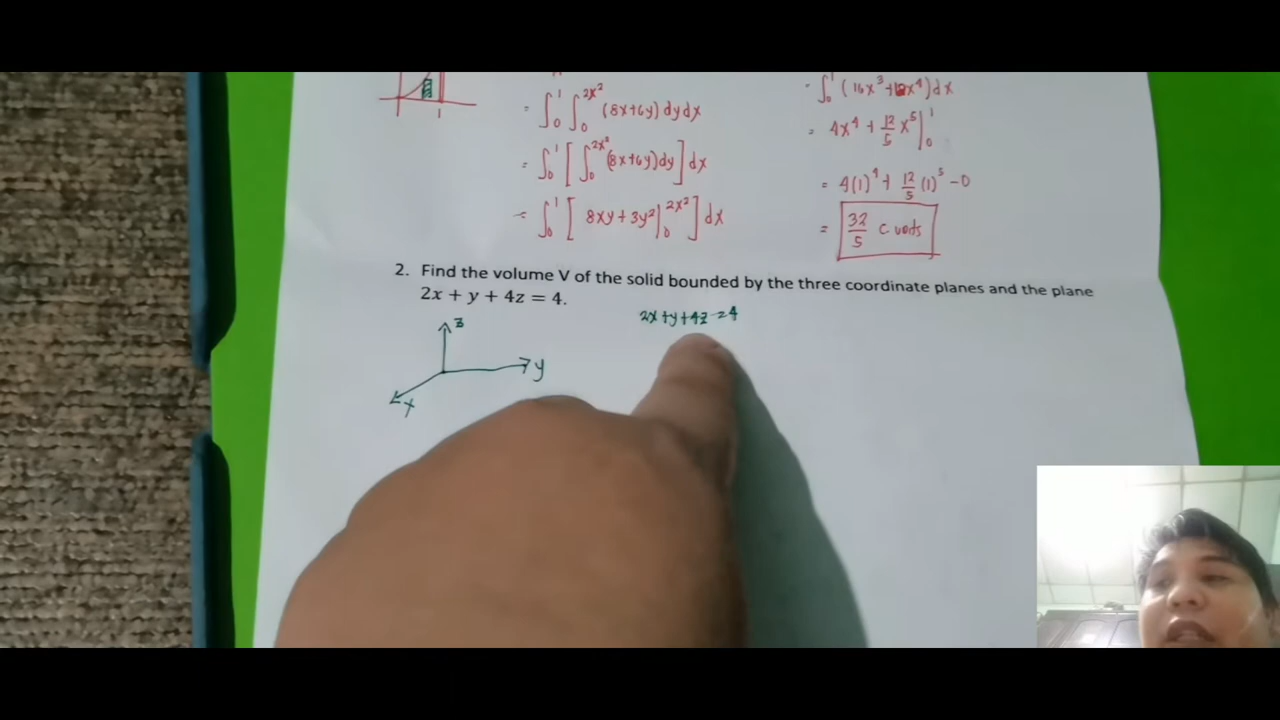 = ∫₀¹ ∫₀^2x² (8x+6y) dydx
= ∫₀¹ [ ∫₀^2x² (8x+6y)dy ] dx
= ∫₀¹ [ 8xy + 3y² |₀^2x² ] dx
∫₀¹ (16x³+12x⁴)dx
= 4x⁴ + 12/5 x⁵ |₀¹
= 4(1)⁴ + 12/5 (1)⁵ - 0
= 32/5 c units
1
2. Find the volume V of the solid bounded by the three coordinate planes and the plane
2x + y + 4z = 4.
2x+y+4z=4
z
y
x